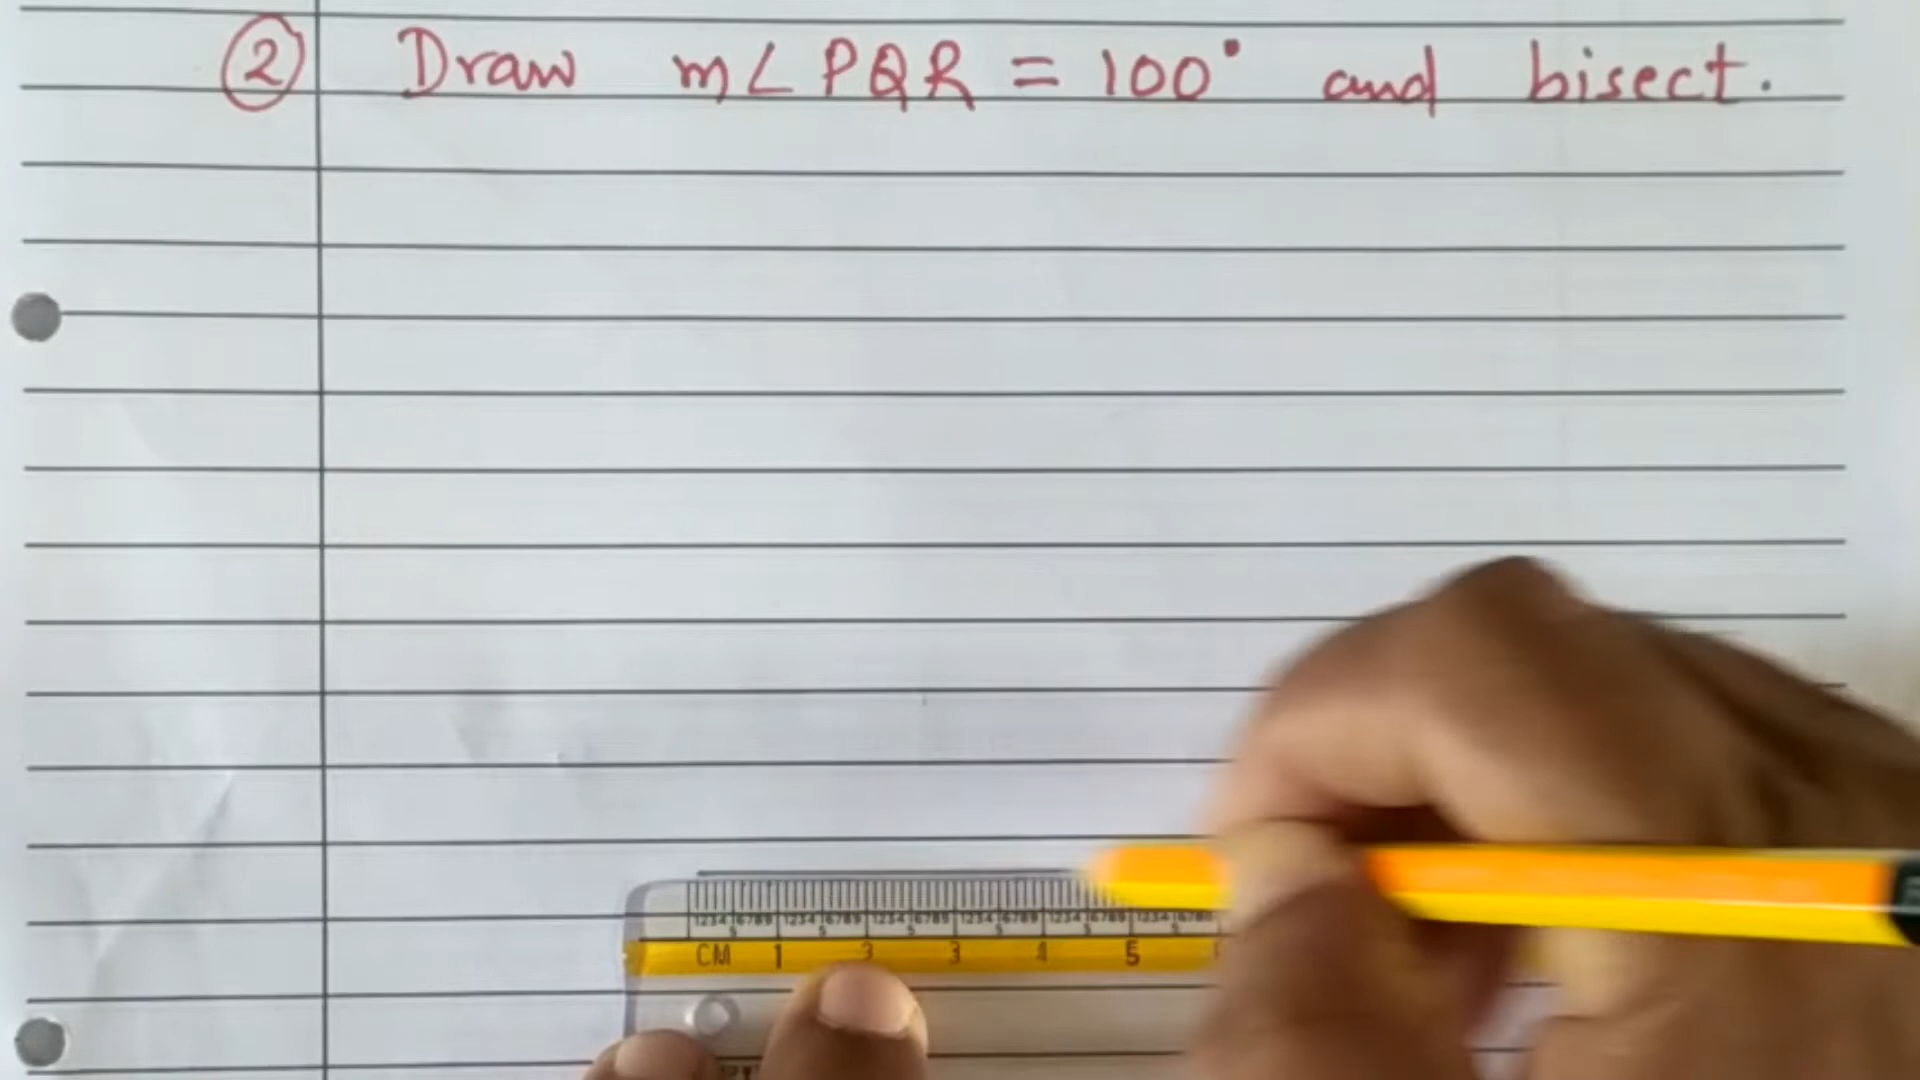 ② Draw m∠PQR = 100° and bisect.
CM 1 2 3 4 5